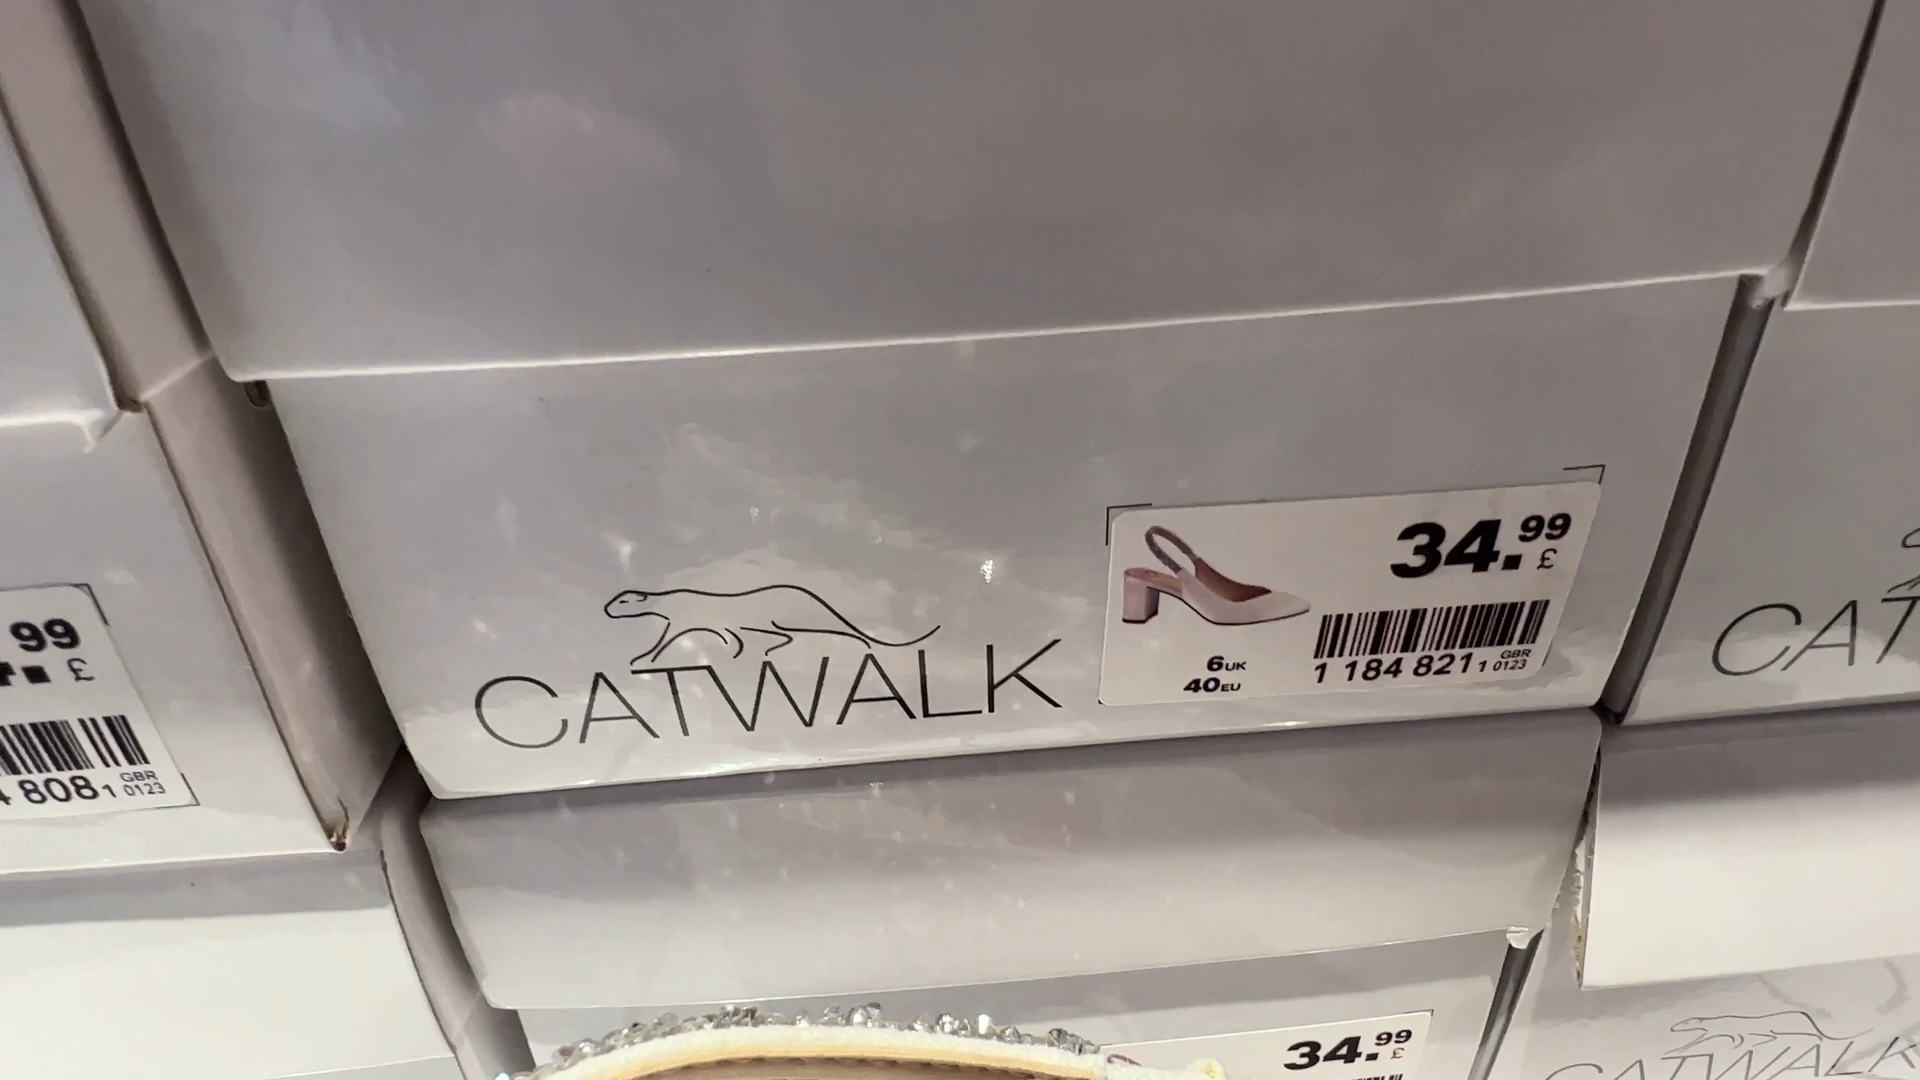 34.99
£
6UK
40EU
1 184 821 1 GBR 0123
CATWALK
99
£
808 1 GBR 0123
CAT
34.99
£
CATWALK